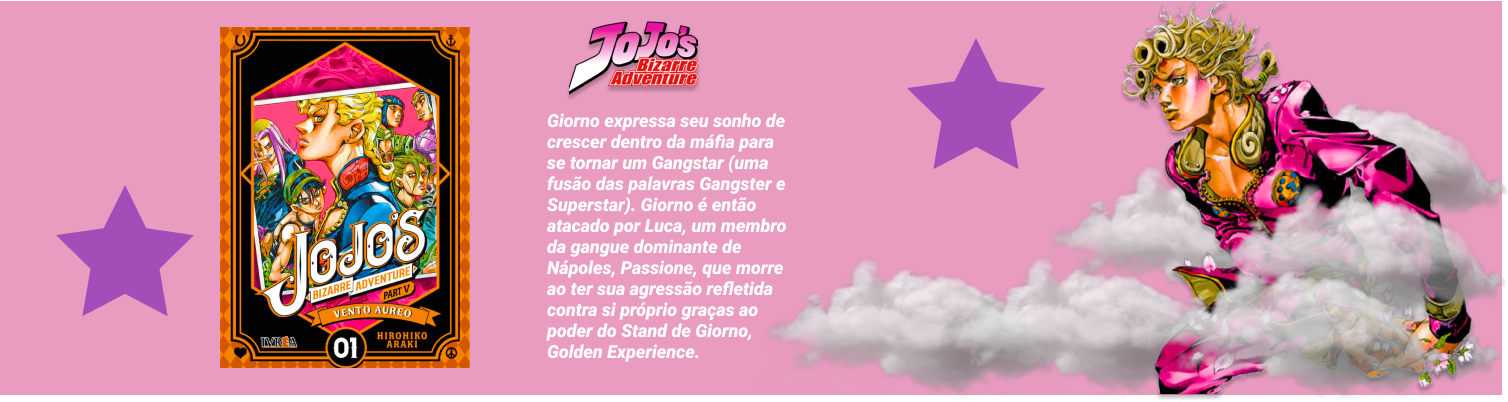 JOJO'S
BIZARRE ADVENTURE
PART V
VENTO AUREO
IVREA
01
HIROHIKO
ARAKI
JoJo's
Bizarre
Adventure
Giorno expressa seu sonho de
crescer dentro da máfia para
se tornar um Gangstar (uma
fusão das palavras Gangster e
Superstar). Giorno é então
atacado por Luca, um membro
da gangue dominante de
Nápoles, Passione, que morre
ao ter sua agressão refletida
contra si próprio graças ao
poder do Stand de Giorno,
Golden Experience.